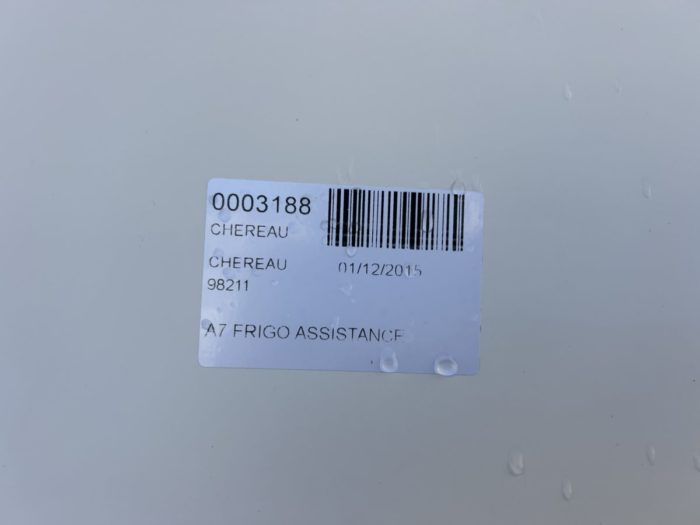 0003188
CHEREAU
CHEREAU 01/12/2015
98211
A7 FRIGO ASSISTANCE